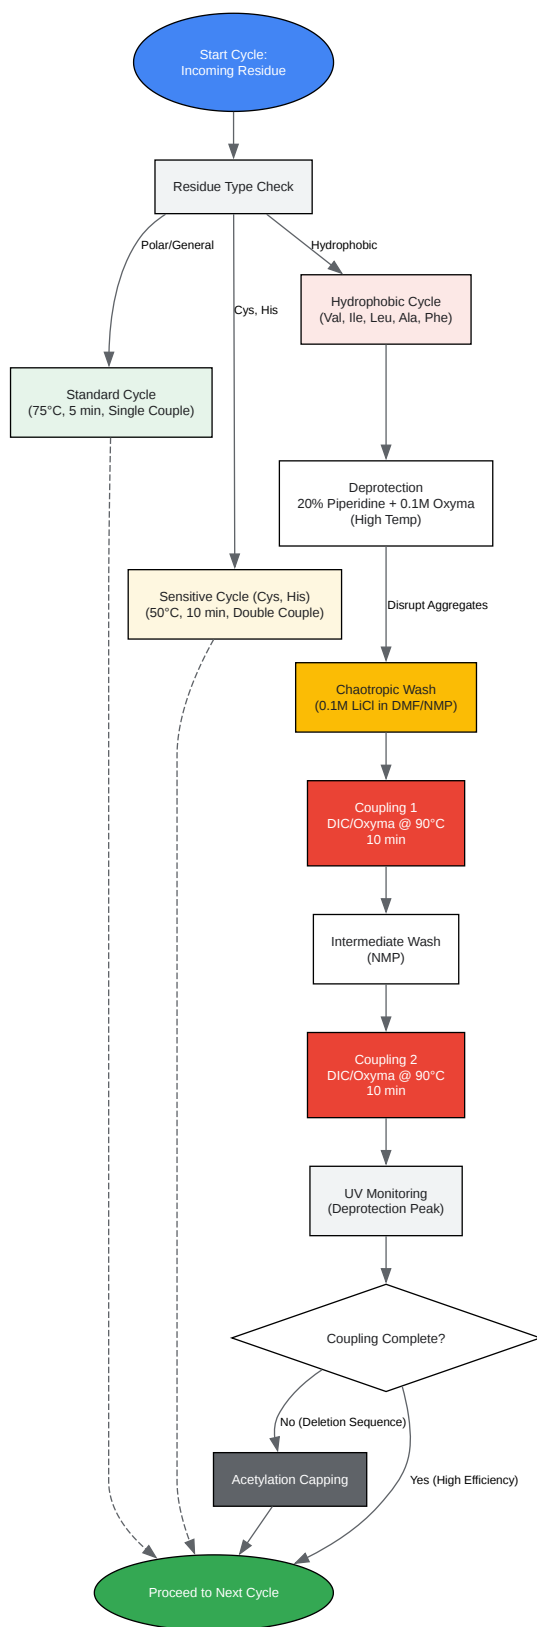 Start Cycle:
Incoming Residue
Residue Type Check
Polar/General
Hydrophobic
Cys, His
Hydrophobic Cycle
(Val, Ile, Leu, Ala, Phe)
Standard Cycle
(75°C, 5 min, Single Couple)
Deprotection
20% Piperidine + 0.1M Oxyma
(High Temp)
Sensitive Cycle (Cys, His)
(50°C, 10 min, Double Couple)
Disrupt Aggregates
Chaotropic Wash
(0.1M LiCl in DMF/NMP)
Coupling 1
DIC/Oxyma @ 90°C
10 min
Intermediate Wash
(NMP)
Coupling 2
DIC/Oxyma @ 90°C
10 min
UV Monitoring
(Deprotection Peak)
Coupling Complete?
No (Deletion Sequence)
Acetylation Capping
Yes (High Efficiency)
Proceed to Next Cycle